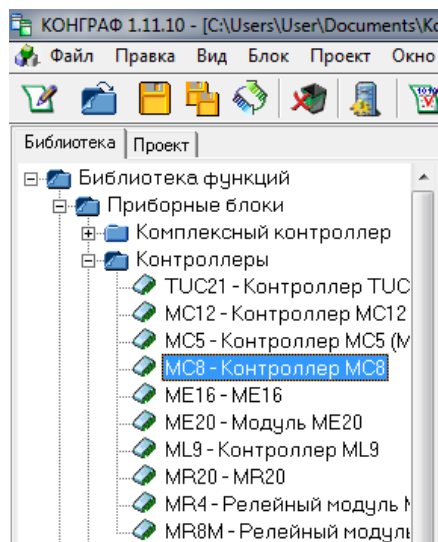 КОНГРАФ 1.11.10 - [C:\Users\User\Documents\Ko
Файл Правка Вид Блок Проект Окно
Библиотека Проект
Библиотека функций
Приборные блоки
Комплексный контроллер
Контроллеры
TUC21 - Контроллер TUC
MC12 - Контроллер MC12
MC5 - Контроллер MC5 (M
MC8 - Контроллер MC8
ME16 - ME16
ME20 - Модуль ME20
ML9 - Контроллер ML9
MR20 - MR20
MR4 - Релейный модуль
MR8M - Релейный модуль